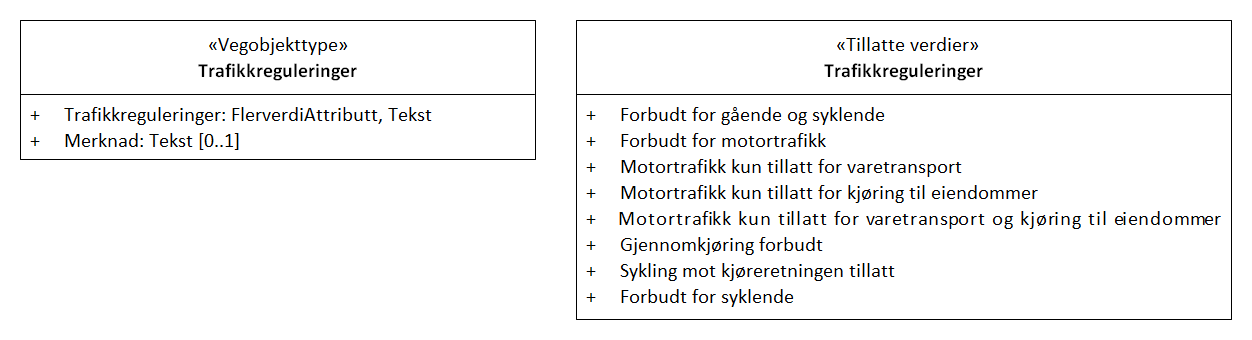 «Vegobjekttype»
Trafikkreguleringer
+ Trafikkreguleringer: FlerverdiAttributt, Tekst
+ Merknad: Tekst [0..1]
«Tillatte verdier»
Trafikkreguleringer
+ Forbudt for gående og syklende
+ Forbudt for motortrafikk
+ Motortrafikk kun tillatt for varetransport
+ Motortrafikk kun tillatt for kjøring til eiendommer
+ Motortrafikk kun tillatt for varetransport og kjøring til eiendommer
+ Gjennomkjøring forbudt
+ Sykling mot kjøreretningen tillatt
+ Forbudt for syklende